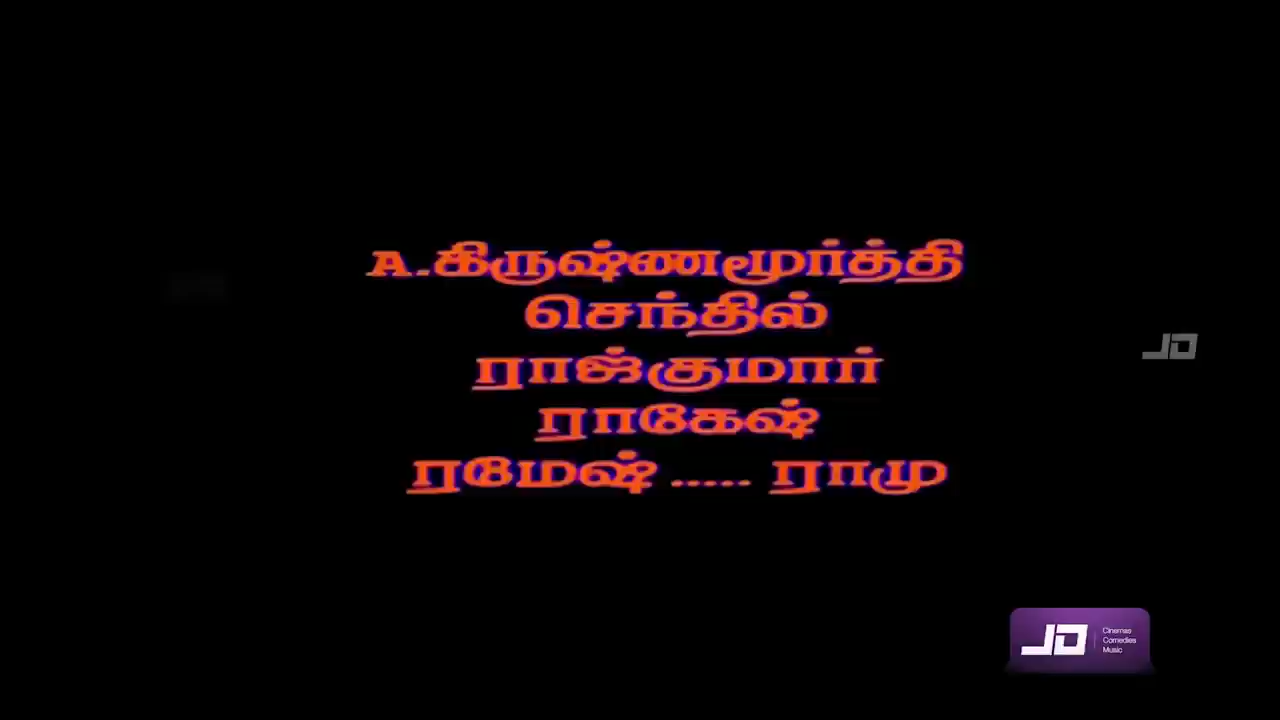 A.கிருஷ்ணமூர்த்தி
செந்தில்
ராஜ்குமார்
ராகேஷ்
ரமேஷ் ..... ராமு
JD
JD
Cinemas
Comedies
Music